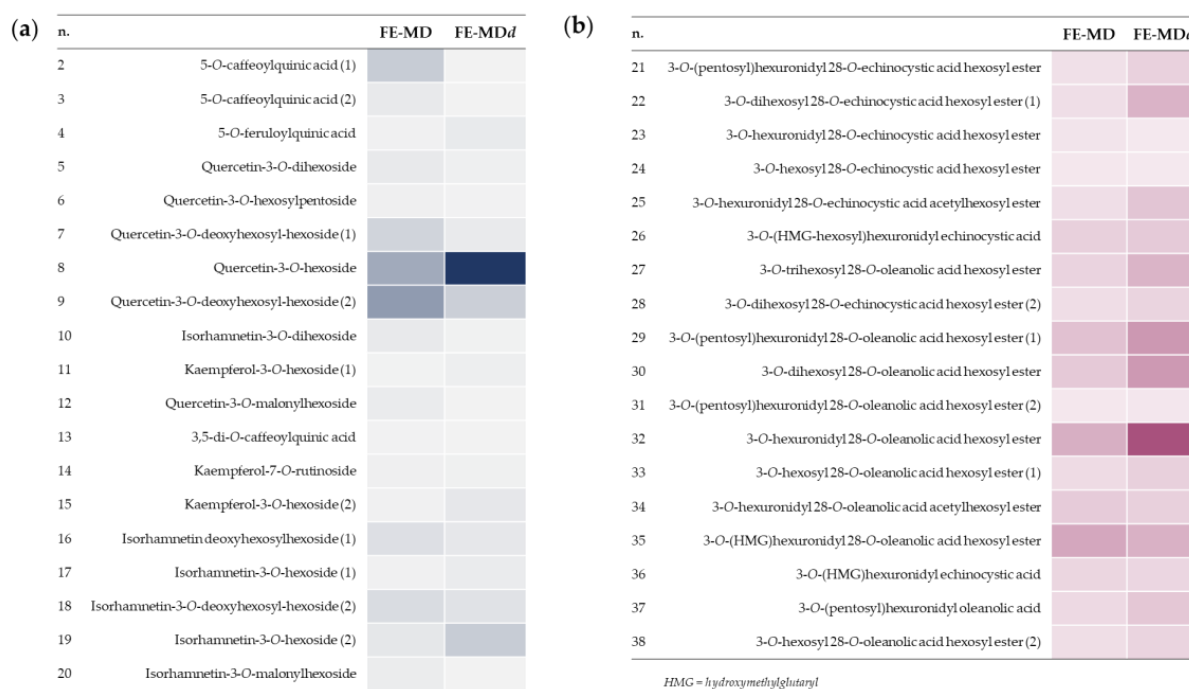 (a)
n. FE-MD FE-MDd
2 5-O-caffeoylquinic acid (1)
3 5-O-caffeoylquinic acid (2)
4 5-O-feruloylquinic acid
5 Quercetin-3-O-dihexoside
6 Quercetin-3-O-hexosylpentoside
7 Quercetin-3-O-deoxyhexosyl-hexoside (1)
8 Quercetin-3-O-hexoside
9 Quercetin-3-O-deoxyhexosyl-hexoside (2)
10 Isorhamnetin-3-O-dihexoside
11 Kaempferol-3-O-hexoside (1)
12 Quercetin-3-O-malonylhexoside
13 3,5-di-O-caffeoylquinic acid
14 Kaempferol-7-O-rutinoside
15 Kaempferol-3-O-hexoside (2)
16 Isorhamnetin deoxyhexosylhexoside (1)
17 Isorhamnetin-3-O-hexoside (1)
18 Isorhamnetin-3-O-deoxyhexosyl-hexoside (2)
19 Isorhamnetin-3-O-hexoside (2)
20 Isorhamnetin-3-O-malonylhexoside
(b)
n. FE-MD FE-MDd
21 3-O-(pentosyl)hexuronidyl 28-O-echinocystic acid hexosyl ester
22 3-O-dihexosyl 28-O-echinocystic acid hexosyl ester (1)
23 3-O-hexuronidyl 28-O-echinocystic acid hexosyl ester
24 3-O-hexosyl 28-O-echinocystic acid hexosyl ester
25 3-O-hexuronidyl 28-O-echinocystic acid acetylhexosyl ester
26 3-O-(HMG-hexosyl)hexuronidyl echinocystic acid
27 3-O-trihexosyl 28-O-oleanolic acid hexosyl ester
28 3-O-dihexosyl 28-O-echinocystic acid hexosyl ester (2)
29 3-O-(pentosyl)hexuronidyl 28-O-oleanolic acid hexosyl ester (1)
30 3-O-dihexosyl 28-O-oleanolic acid hexosyl ester
31 3-O-(pentosyl)hexuronidyl 28-O-oleanolic acid hexosyl ester (2)
32 3-O-hexuronidyl 28-O-oleanolic acid hexosyl ester
33 3-O-hexosyl 28-O-oleanolic acid hexosyl ester (1)
34 3-O-hexuronidyl 28-O-oleanolic acid acetylhexosyl ester
35 3-O-(HMG)hexuronidyl 28-O-oleanolic acid hexosyl ester
36 3-O-(HMG)hexuronidyl echinocystic acid
37 3-O-(pentosyl)hexuronidyl oleanolic acid
38 3-O-hexosyl 28-O-oleanolic acid hexosyl ester (2)
HMG = hydroxymethylglutaryl